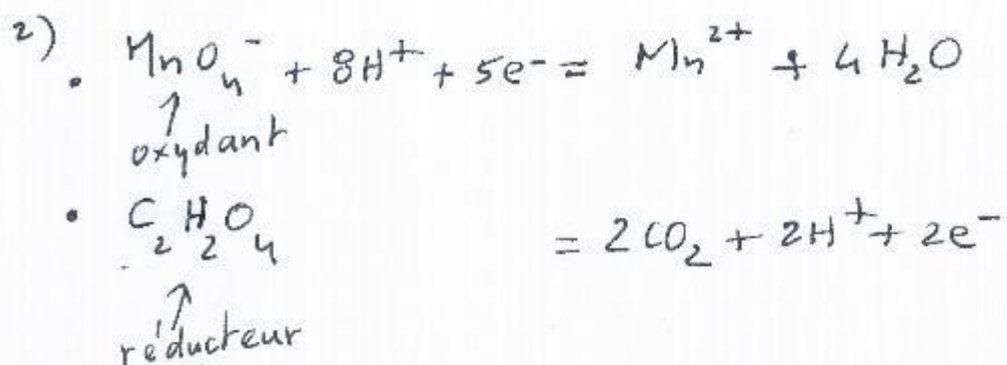 2)
• MnO₄⁻ + 8H⁺ + 5e⁻ = Mn²⁺ + 4H₂O
↑
oxydant
• C₂H₂O₄ = 2CO₂ + 2H⁺ + 2e⁻
↑
réducteur